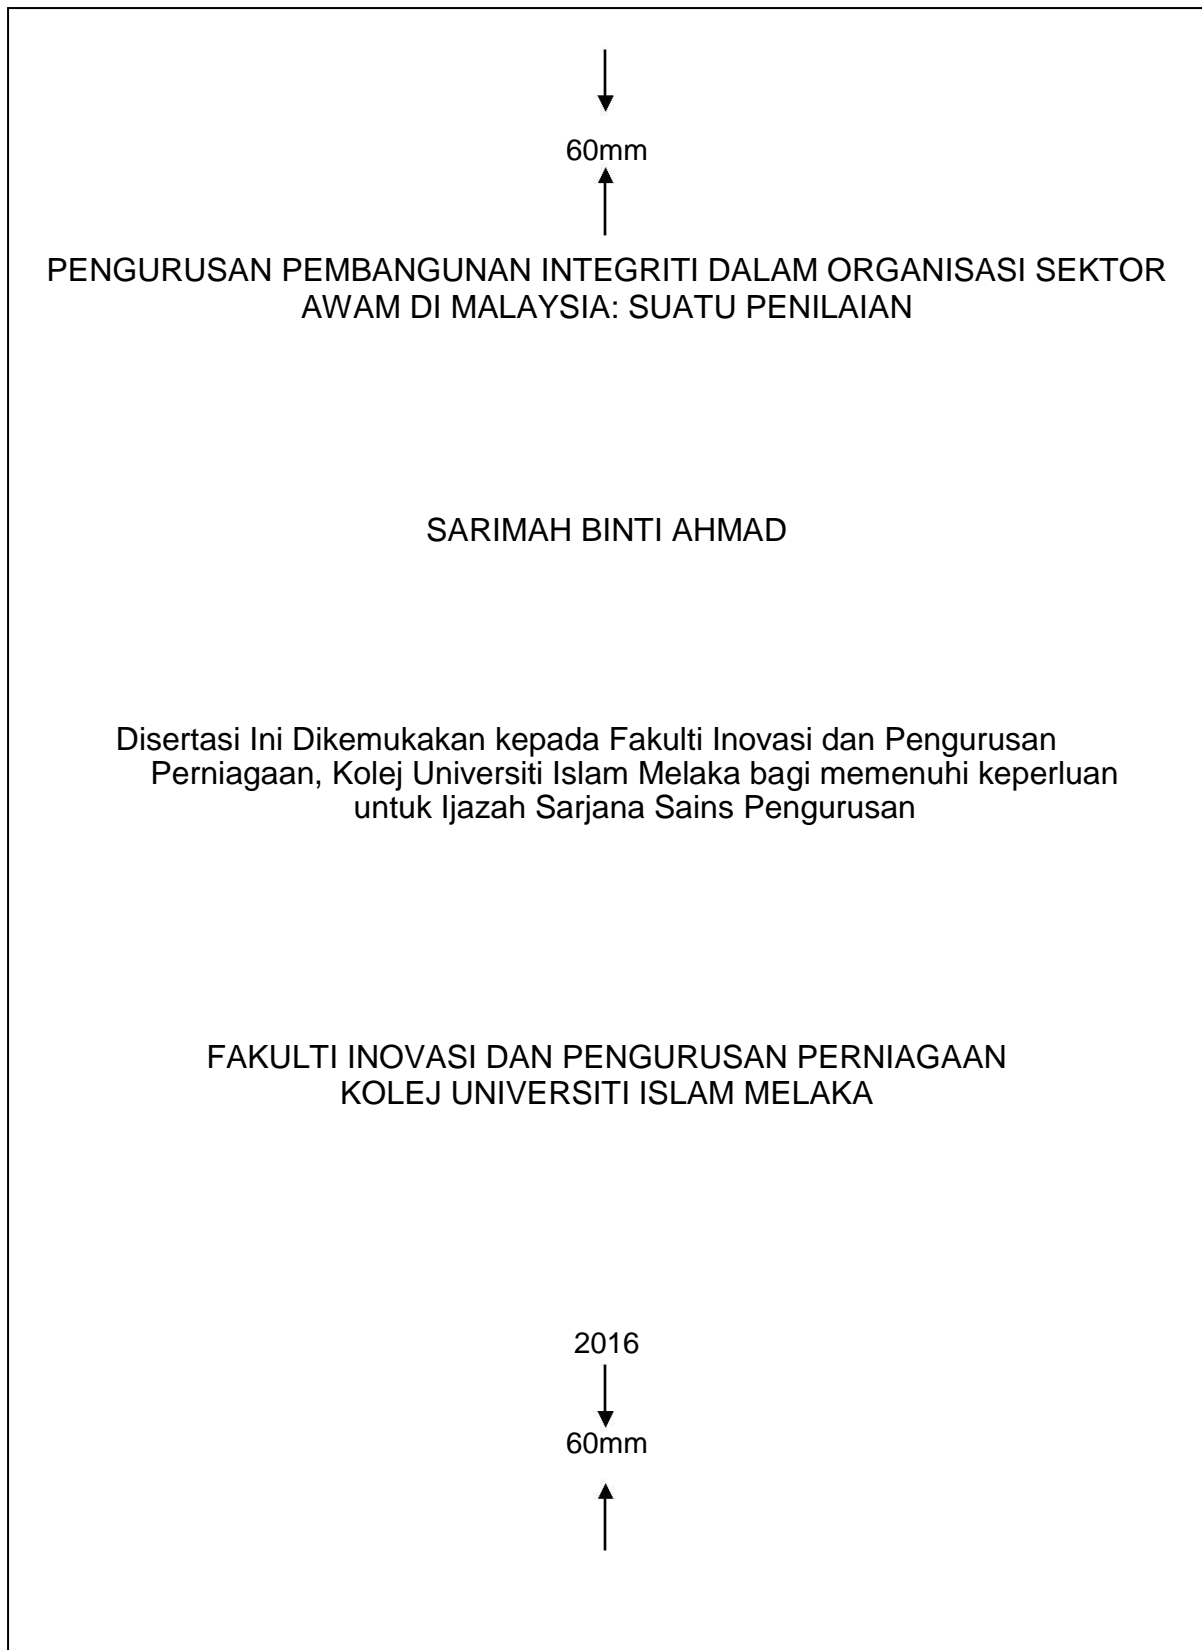 60mm
PENGURUSAN PEMBANGUNAN INTEGRITI DALAM ORGANISASI SEKTOR
AWAM DI MALAYSIA: SUATU PENILAIAN
SARIMAH BINTI AHMAD
Disertasi Ini Dikemukakan kepada Fakulti Inovasi dan Pengurusan
Perniagaan, Kolej Universiti Islam Melaka bagi memenuhi keperluan
untuk Ijazah Sarjana Sains Pengurusan
FAKULTI INOVASI DAN PENGURUSAN PERNIAGAAN
KOLEJ UNIVERSITI ISLAM MELAKA
2016
60mm